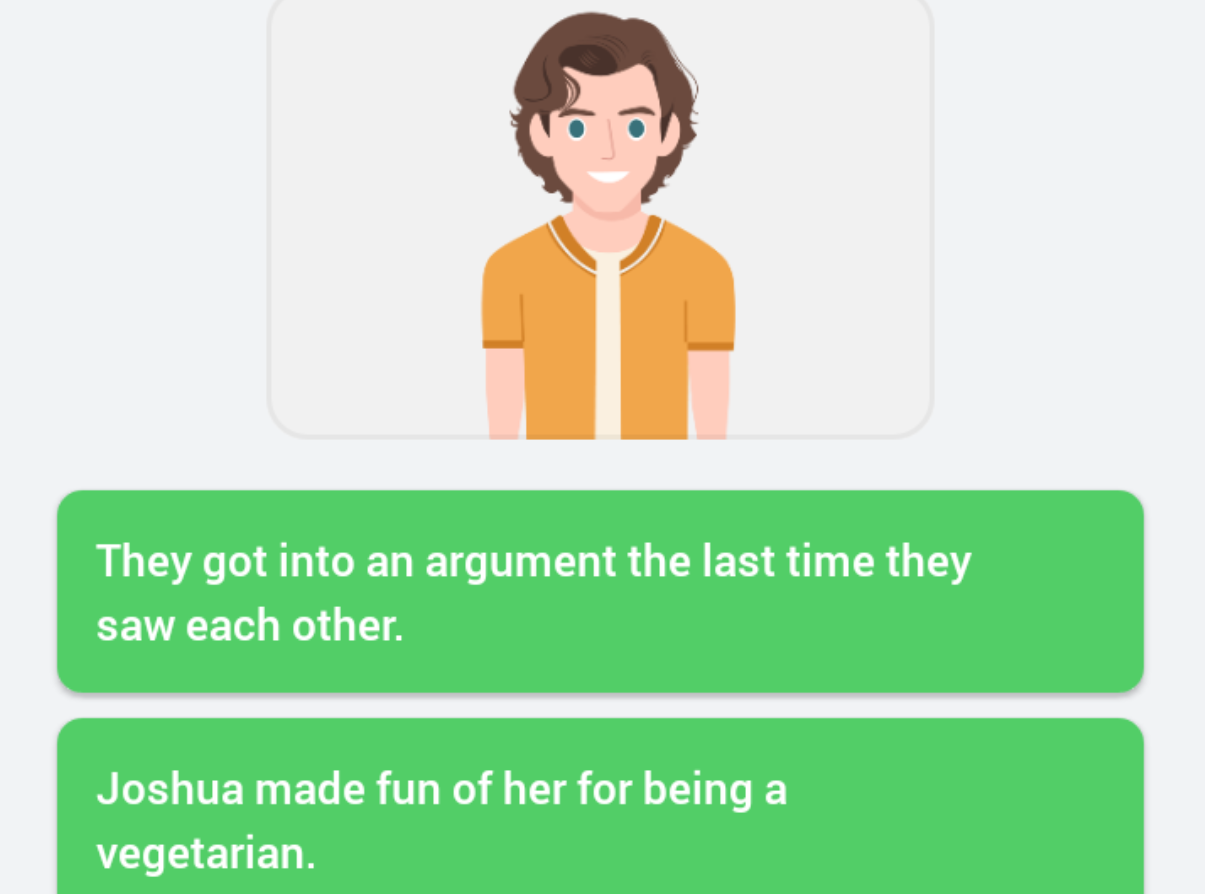 They got into an argument the last time they
saw each other.
Joshua made fun of her for being a
vegetarian.